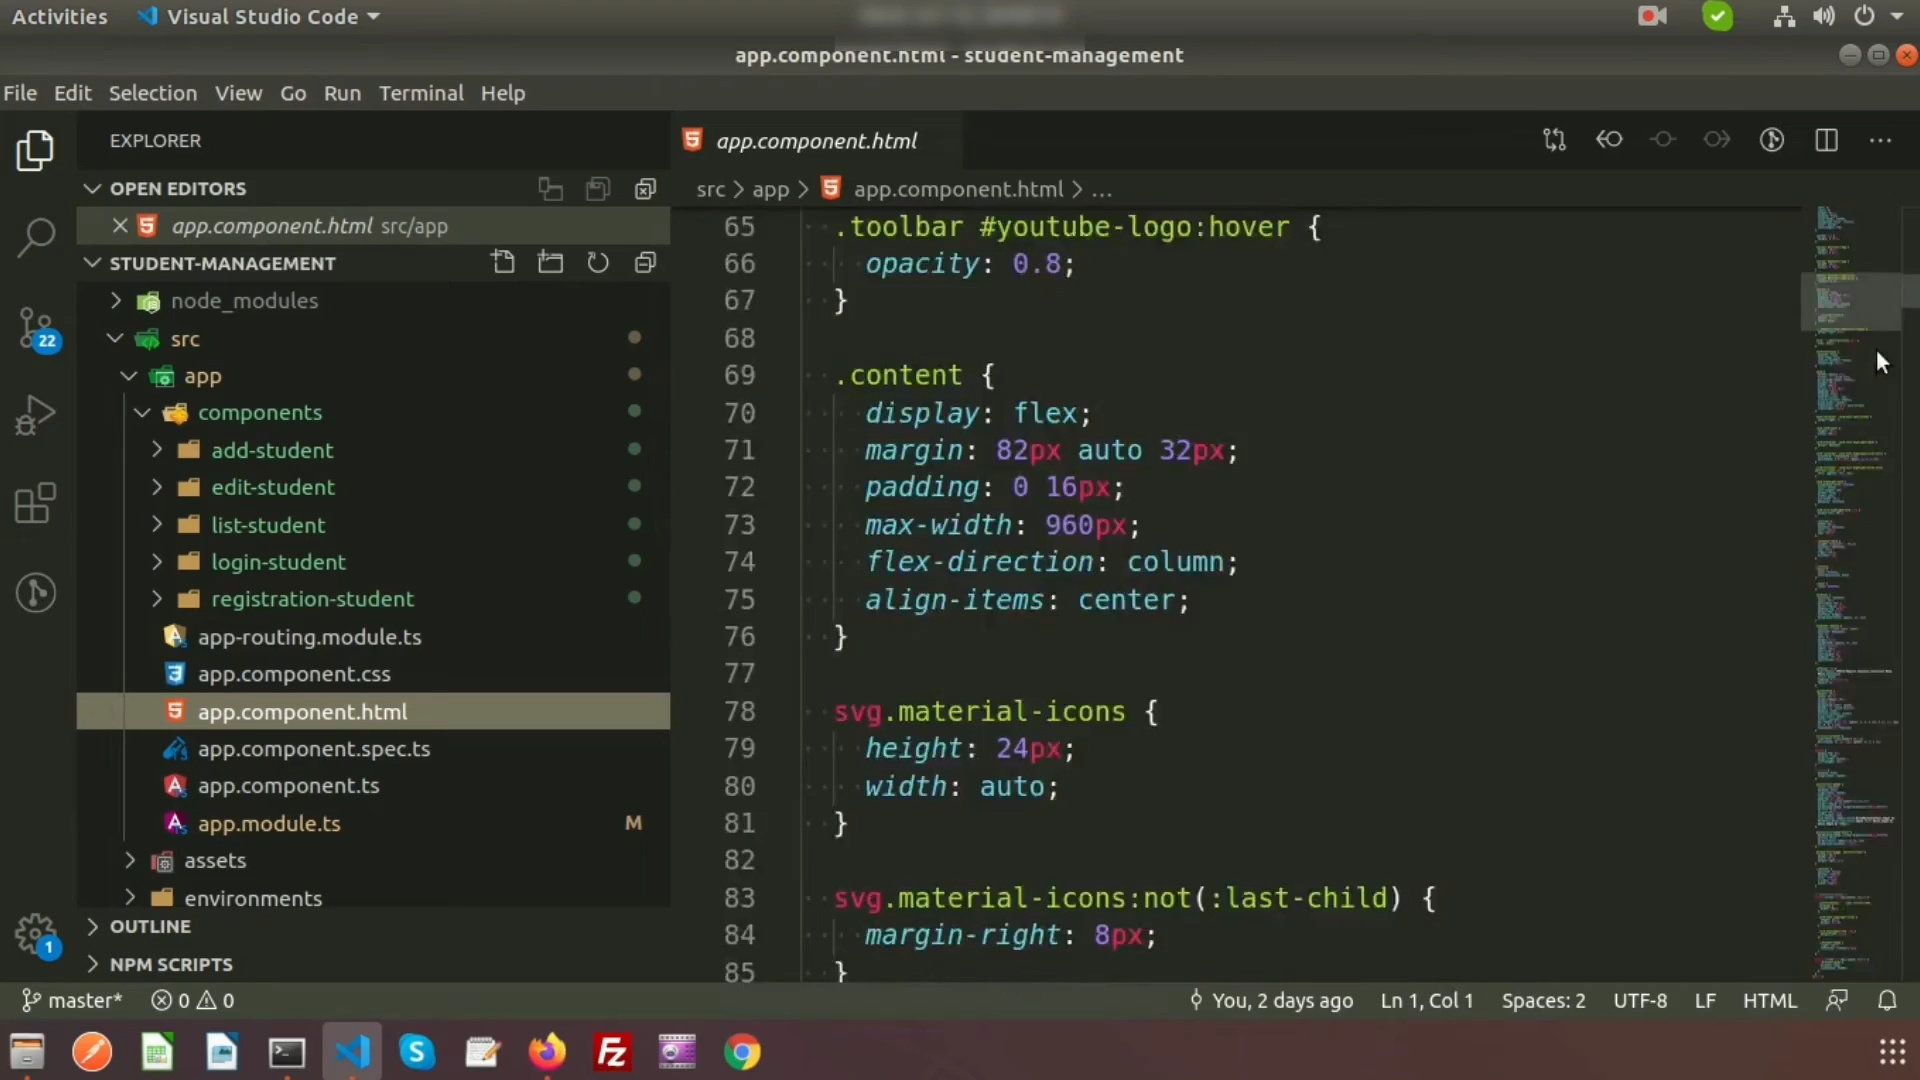 Activities
Visual Studio Code
app.component.html - student-management
File Edit Selection View Go Run Terminal Help
EXPLORER
OPEN EDITORS
app.component.html src/app
STUDENT-MANAGEMENT
node_modules
src
app
components
add-student
edit-student
list-student
login-student
registration-student
app-routing.module.ts
app.component.css
app.component.html
app.component.spec.ts
app.component.ts
app.module.ts M
assets
environments
OUTLINE
NPM SCRIPTS
22
1
app.component.html
src > app > app.component.html > ...
65 .toolbar #youtube-logo:hover {
66 opacity: 0.8;
67 }
68
69 .content {
70 display: flex;
71 margin: 82px auto 32px;
72 padding: 0 16px;
73 max-width: 960px;
74 flex-direction: column;
75 align-items: center;
76 }
77
78 svg.material-icons {
79 height: 24px;
80 width: auto;
81 }
82
83 svg.material-icons:not(:last-child) {
84 margin-right: 8px;
85 }
master* 0 0 You, 2 days ago Ln 1, Col 1 Spaces: 2 UTF-8 LF HTML